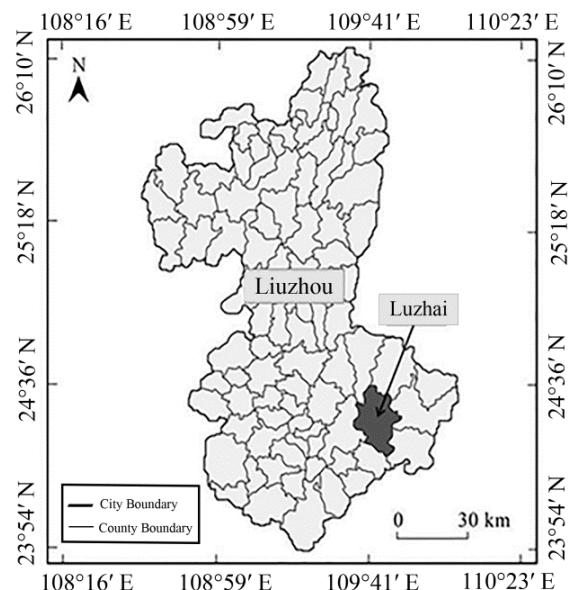 108°16′ E 108°59′ E 109°41′ E 110°23′ E
26°10′ N
25°18′ N
24°36′ N
23°54′ N
N
26°10′ N
25°18′ N
24°36′ N
23°54′ N
Liuzhou
Luzhai
City Boundary
County Boundary
0 30 km
108°16′ E 108°59′ E 109°41′ E 110°23′ E